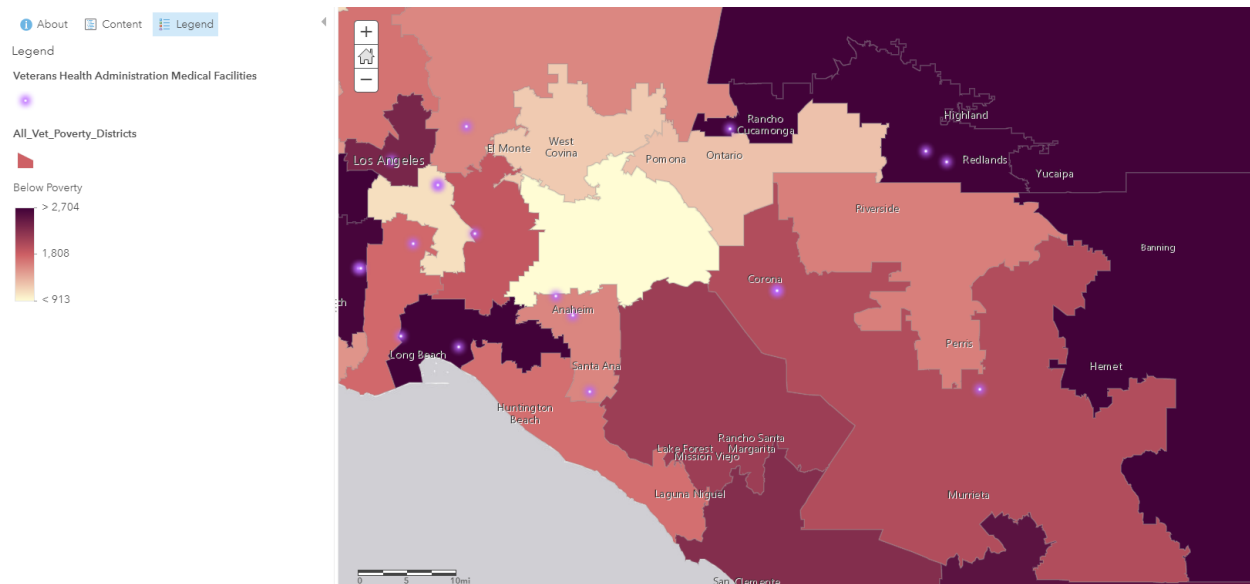 About
Content
Legend
Legend
Veterans Health Administration Medical Facilities
All_Vet_Poverty_Districts
Below Poverty
> 2,704
1,808
< 913
+
−
Highland
Rancho
Cucamonga
El Monte
West
Covina
Pomona
Ontario
Los Angeles
Redlands
Yucaipa
Riverside
Banning
Corona
Anaheim
Perris
Long Beach
Santa Ana
Hemet
Huntington
Beach
Rancho Santa
Margarita
Lake Forest
Mission Viejo
Laguna Niguel
Murrieta
San Clemente
0 5 10mi